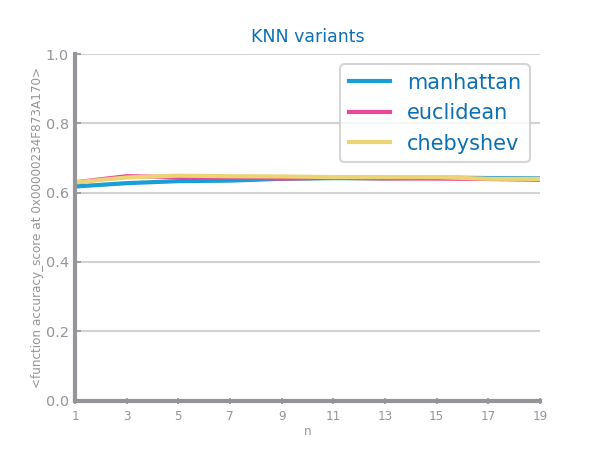 KNN variants
manhattan
euclidean
chebyshev
<function accuracy_score at 0x00000234F873A170>
1.0
0.8
0.6
0.4
0.2
0.0
1 3 5 7 9 11 13 15 17 19
n